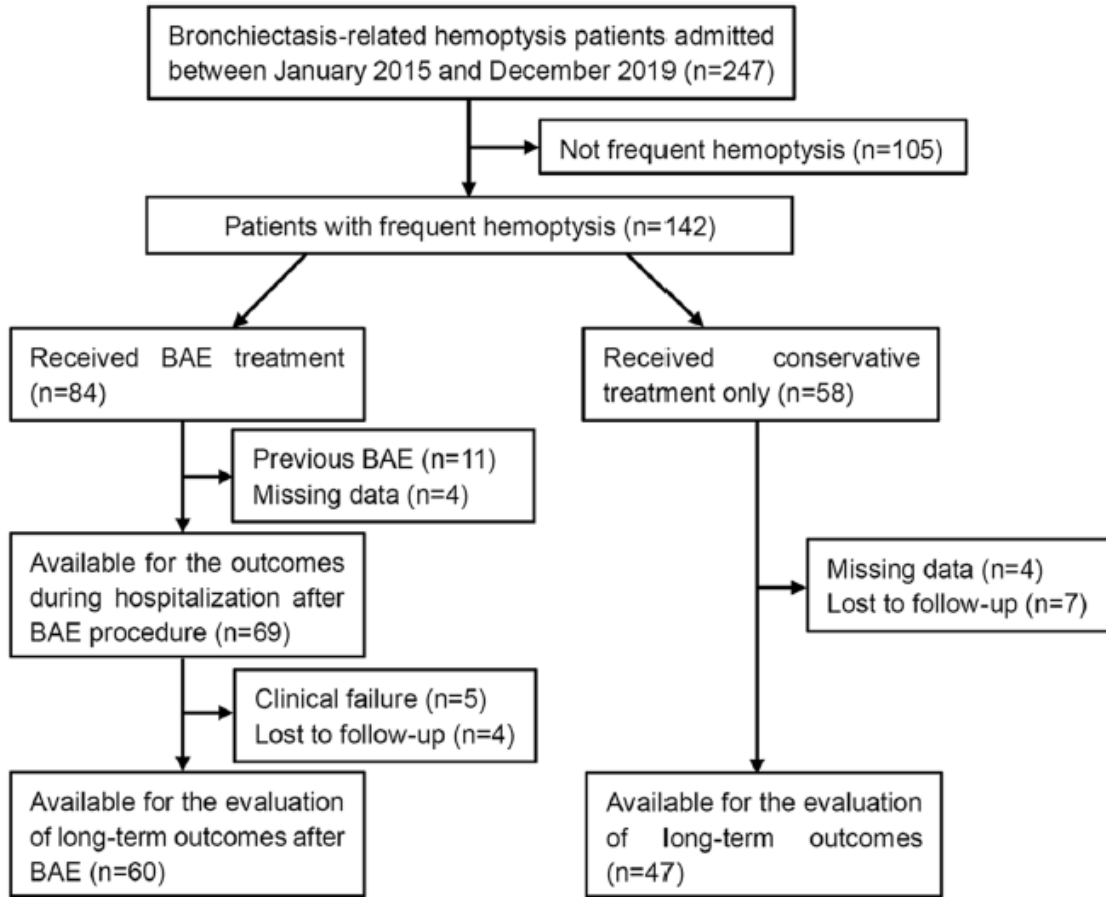 Bronchiectasis-related hemoptysis patients admitted
between January 2015 and December 2019 (n=247)
Not frequent hemoptysis (n=105)
Patients with frequent hemoptysis (n=142)
Received BAE treatment
(n=84)
Received conservative
treatment only (n=58)
Previous BAE (n=11)
Missing data (n=4)
Available for the outcomes
during hospitalization after
BAE procedure (n=69)
Missing data (n=4)
Lost to follow-up (n=7)
Clinical failure (n=5)
Lost to follow-up (n=4)
Available for the evaluation
of long-term outcomes after
BAE (n=60)
Available for the evaluation
of long-term outcomes
(n=47)